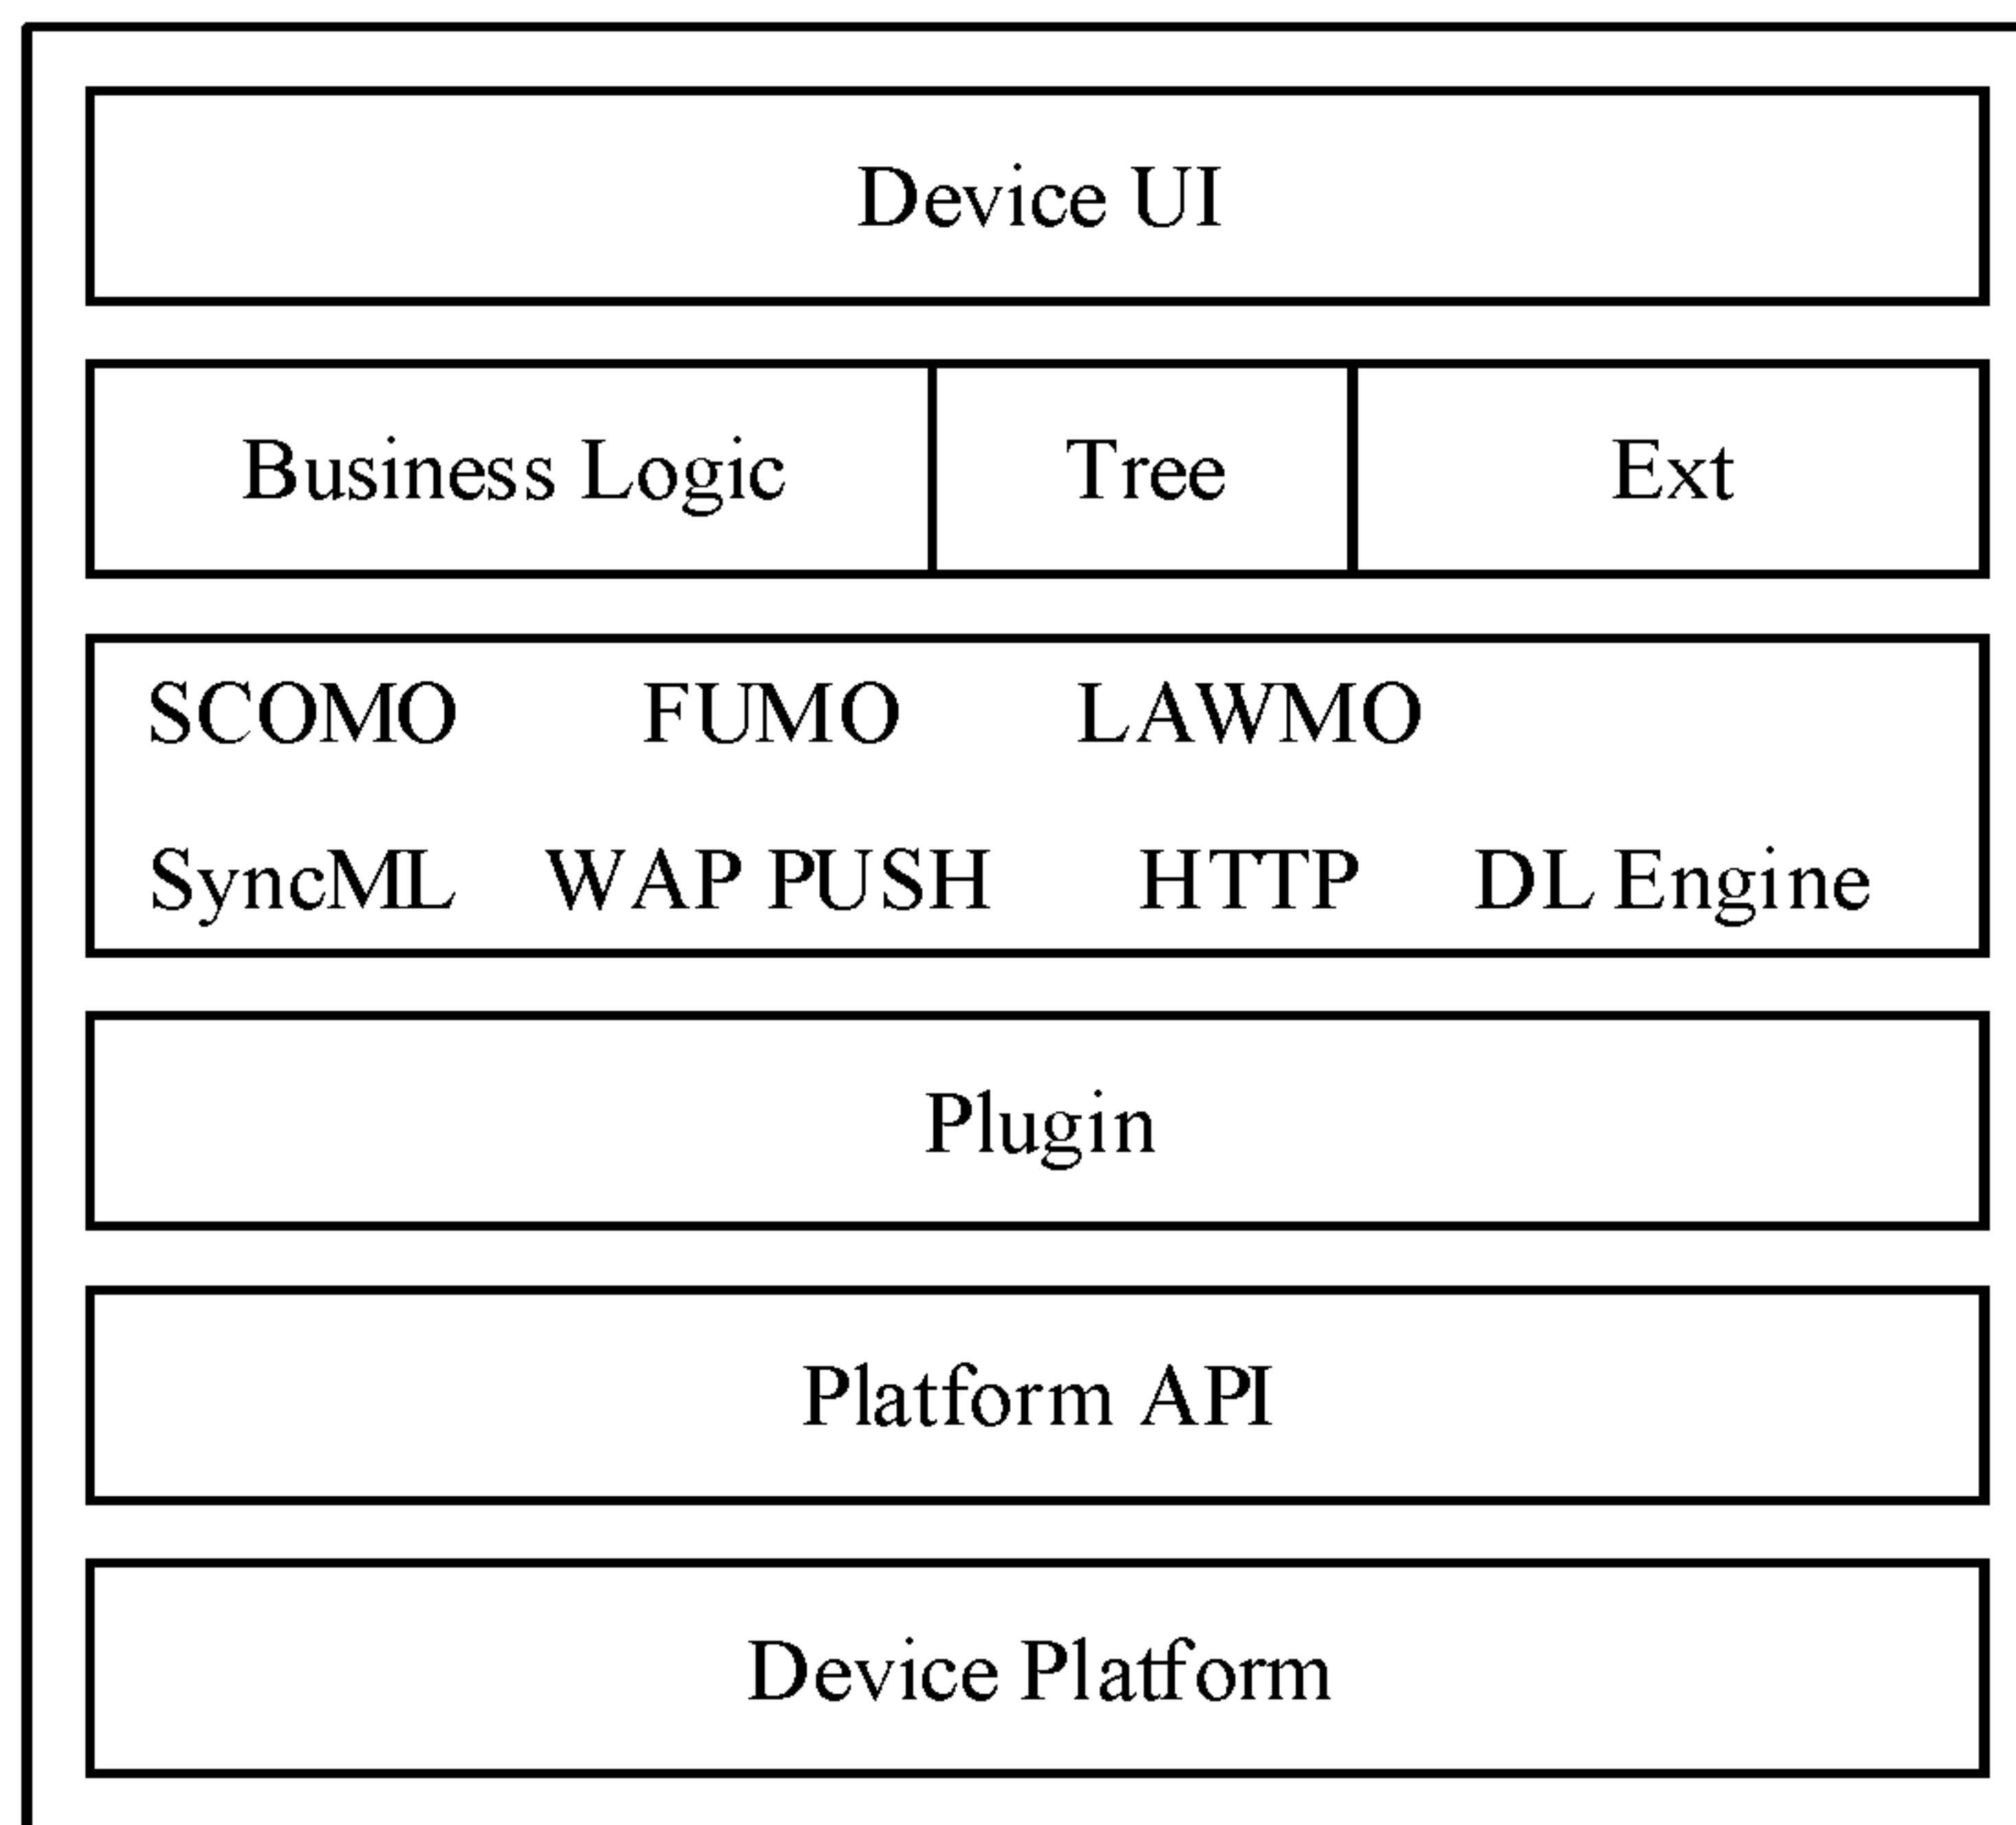 Device UI
Business Logic Tree Ext
SCOMO FUMO LAWMO
SyncML WAP PUSH HTTP DL Engine
Plugin
Platform API
Device Platform